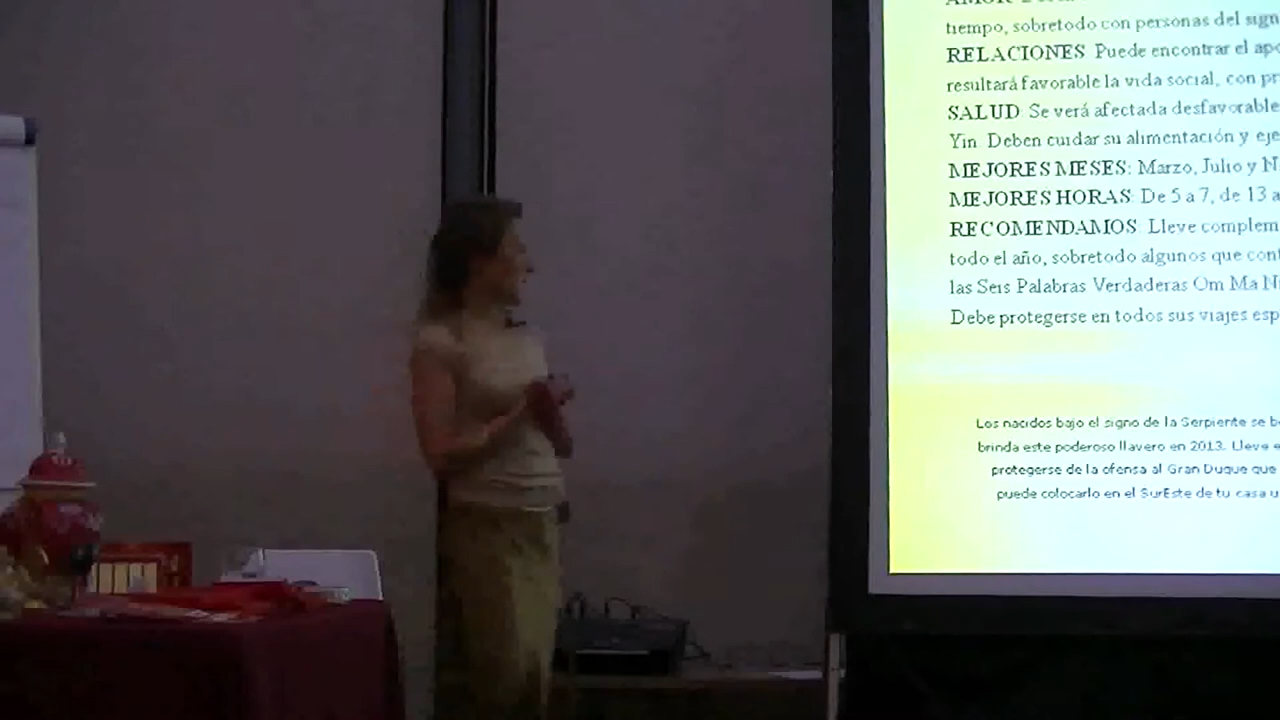 AMOR
tiempo, sobretodo con personas del sign
RELACIONES Puede encontrar el apo
resultará favorable la vida social, con pr
SALUD Se verá afectada desfavorable
Yin. Deben cuidar su alimentación y eje
MEJORES MESES: Marzo, Julio y N
MEJORES HORAS: De 5 a 7, de 13 a
RECOMENDAMOS: Lleve complem
todo el año, sobretodo algunos que cont
las Seis Palabras Verdaderas Om Ma Ni
Debe protegerse en todos sus viajes esp
Los nacidos bajo el signo de la Serpiente se b
brinda este poderoso llavero en 2013. Lleve e
protegerse de la ofensa al Gran Duque que
puede colocarlo en el SurEste de tu casa u